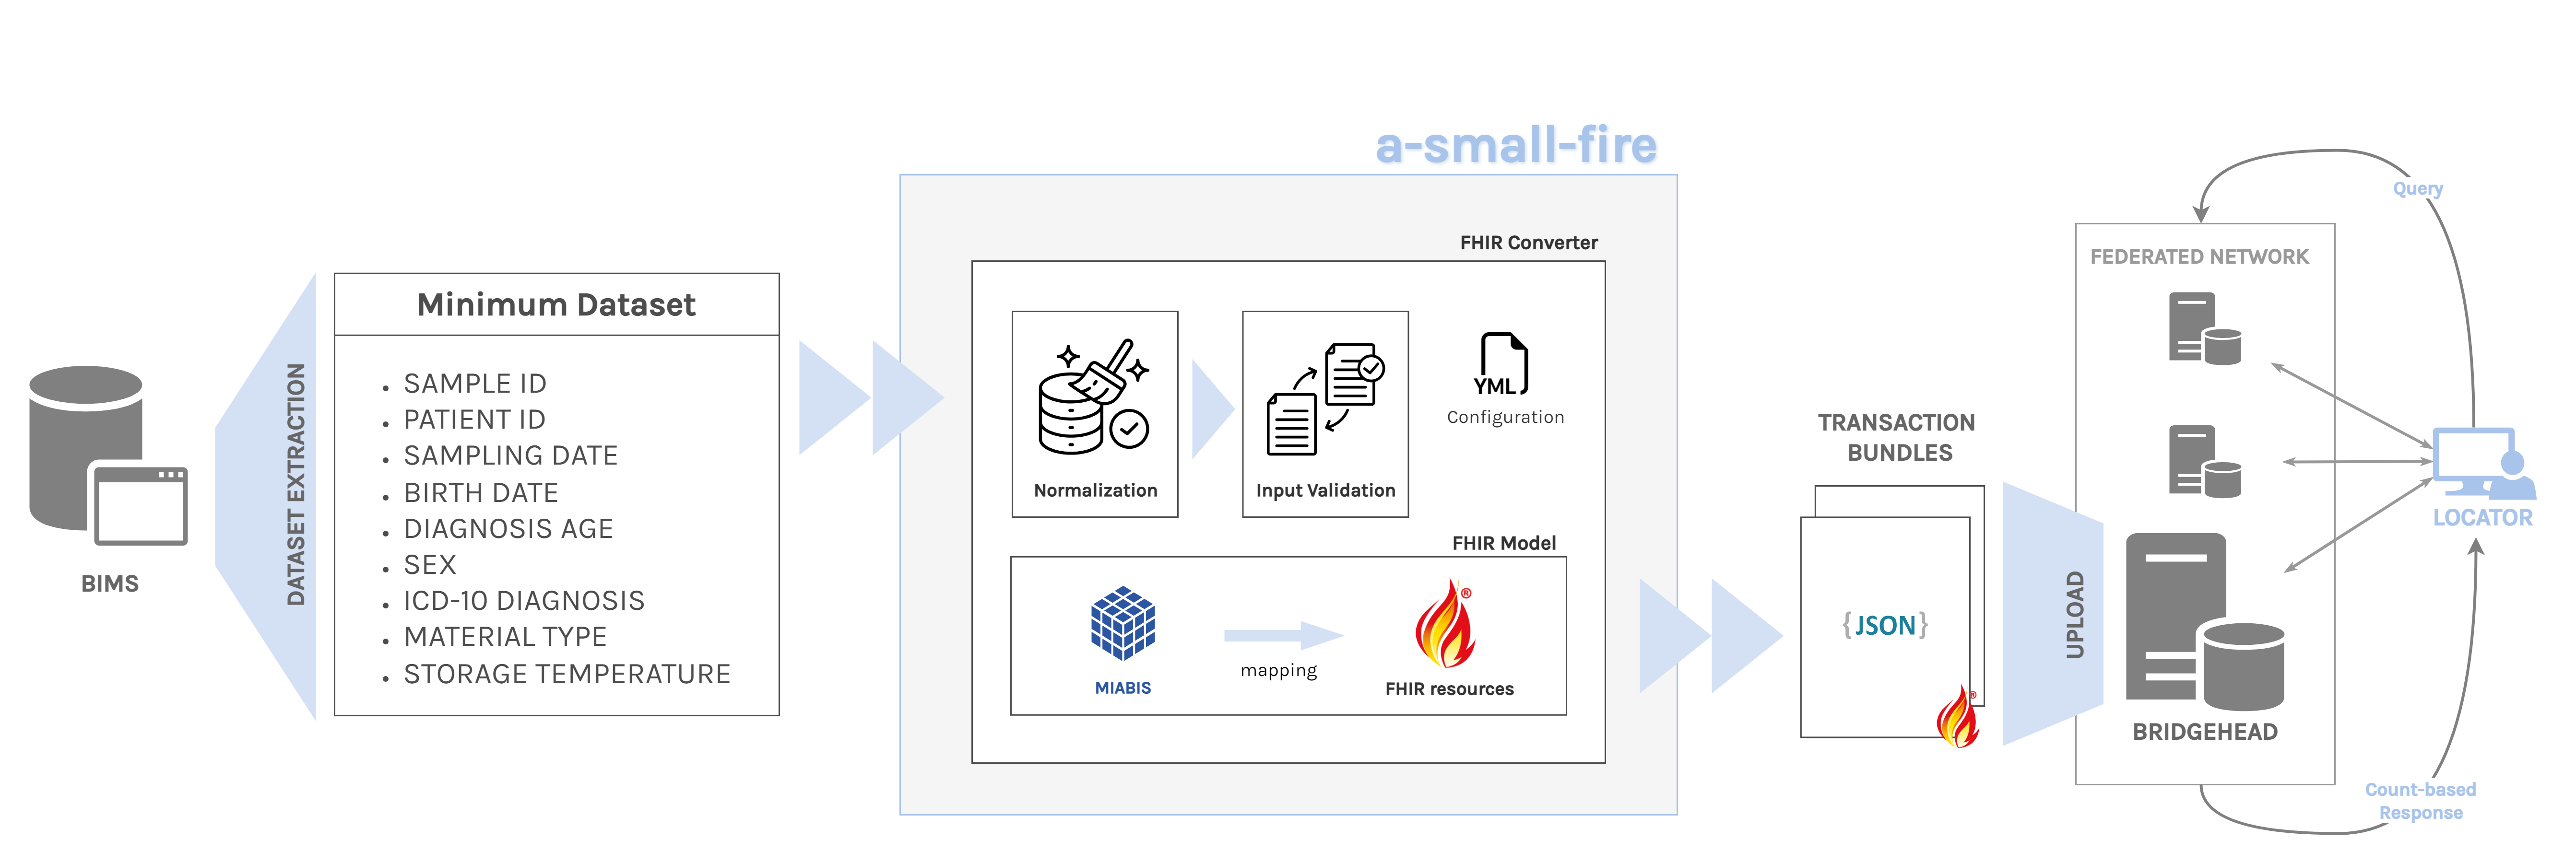 BIMS
DATASET EXTRACTION
Minimum Dataset
• SAMPLE ID
• PATIENT ID
• SAMPLING DATE
• BIRTH DATE
• DIAGNOSIS AGE
• SEX
• ICD-10 DIAGNOSIS
• MATERIAL TYPE
• STORAGE TEMPERATURE
a-small-fire
FHIR Converter
Normalization
Input Validation
YML
Configuration
FHIR Model
MIABIS
mapping
®
FHIR resources
TRANSACTION
BUNDLES
{JSON}
®
UPLOAD
FEDERATED NETWORK
BRIDGEHEAD
Query
LOCATOR
Count-based
Response